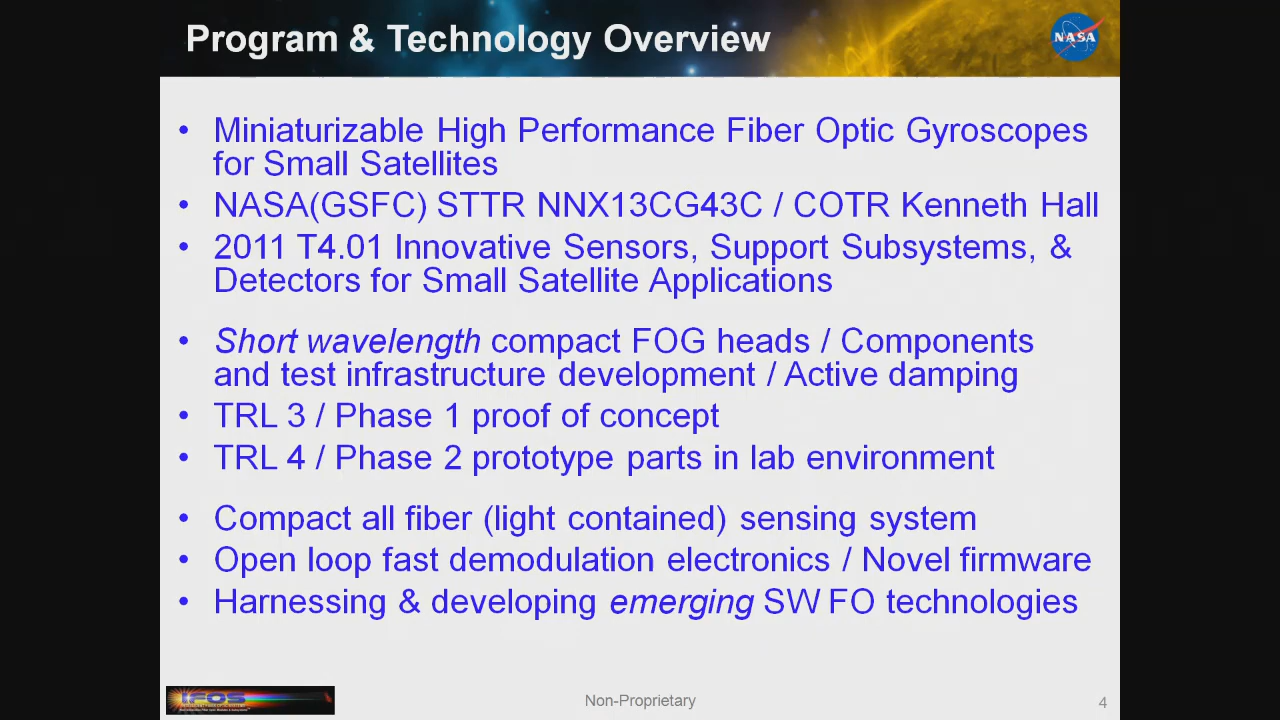 Program & Technology Overview
NASA
• Miniaturizable High Performance Fiber Optic Gyroscopes
for Small Satellites
• NASA(GSFC) STTR NNX13CG43C / COTR Kenneth Hall
• 2011 T4.01 Innovative Sensors, Support Subsystems, &
Detectors for Small Satellite Applications
• Short wavelength compact FOG heads / Components
and test infrastructure development / Active damping
• TRL 3 / Phase 1 proof of concept
• TRL 4 / Phase 2 prototype parts in lab environment
• Compact all fiber (light contained) sensing system
• Open loop fast demodulation electronics / Novel firmware
• Harnessing & developing emerging SW FO technologies
IFOS
Non-Proprietary
4